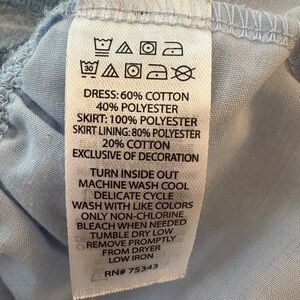 30
DRESS: 60% COTTON
40% POLYESTER
SKIRT: 100% POLYESTER
SKIRT LINING: 80% POLYESTER
20% COTTON
EXCLUSIVE OF DECORATION
TURN INSIDE OUT
MACHINE WASH COOL
DELICATE CYCLE
WASH WITH LIKE COLORS
ONLY NON-CHLORINE
BLEACH WHEN NEEDED
TUMBLE DRY LOW
REMOVE PROMPTLY
FROM DRYER
LOW IRON
RN# 75343